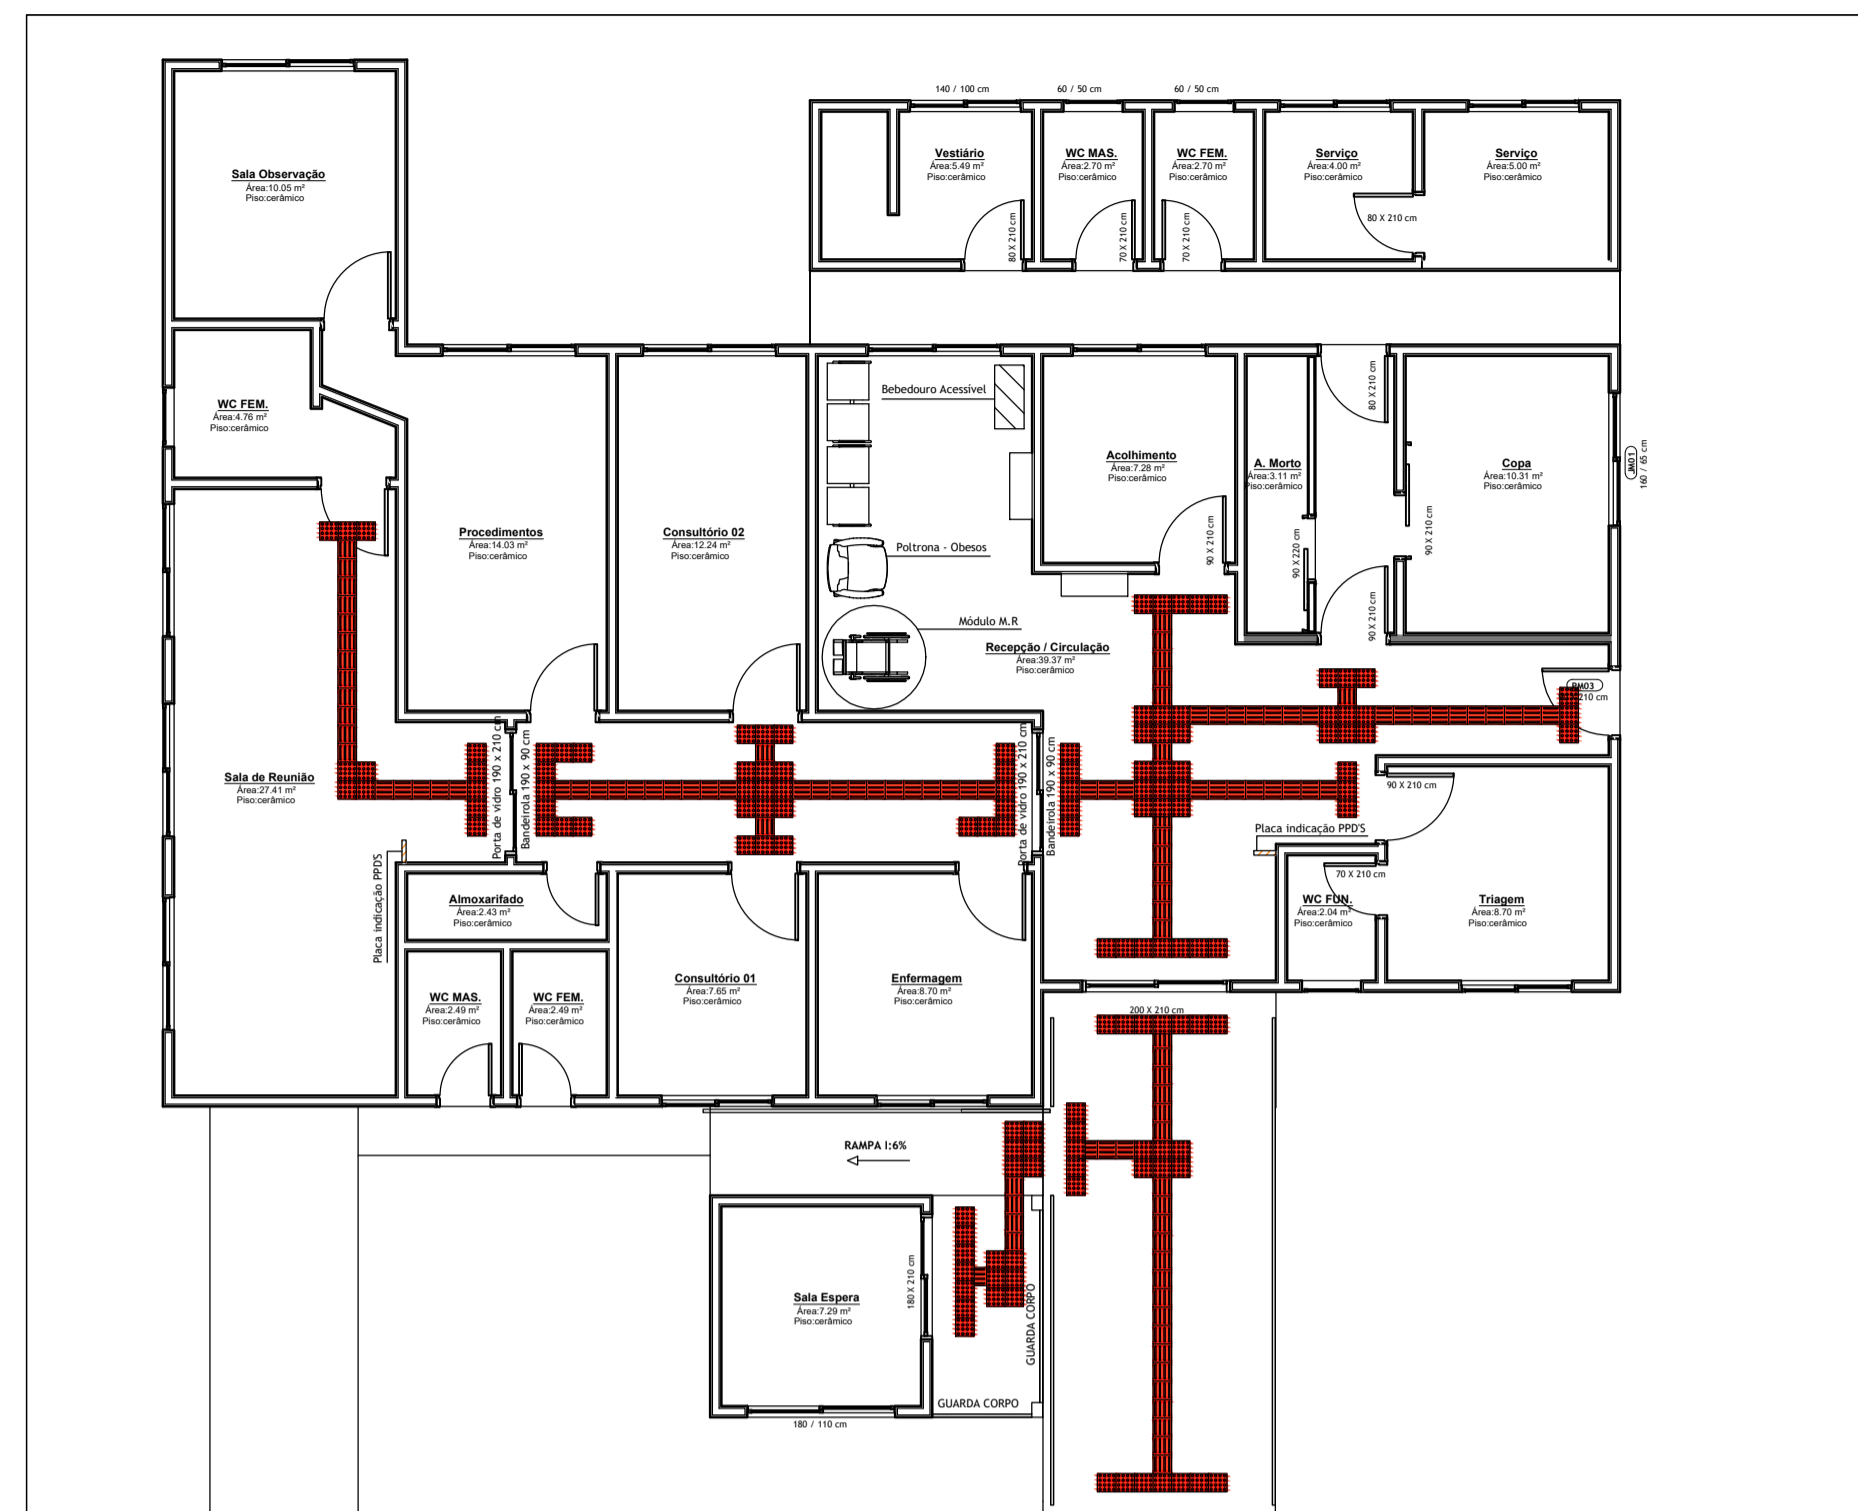 140 / 100 cm
60 / 50 cm
60 / 50 cm
Sala Observação
Área:10.05 m²
Piso:cerâmico
Vestiário
Área:5.49 m²
Piso:cerâmico
80 X 210 cm
WC MAS.
Área:2.70 m²
Piso:cerâmico
70 X 210 cm
WC FEM.
Área:2.70 m²
Piso:cerâmico
70 X 210 cm
Serviço
Área:4.00 m²
Piso:cerâmico
80 X 210 cm
Serviço
Área:5.00 m²
Piso:cerâmico
WC FEM.
Área:4.76 m²
Piso:cerâmico
Procedimentos
Área:14.03 m²
Piso:cerâmico
Consultório 02
Área:12.24 m²
Piso:cerâmico
Bebedouro Acessível
Poltrona - Obesos
Módulo M.R
Recepção / Circulação
Área:39.37 m²
Piso:cerâmico
Acolhimento
Área:7.28 m²
Piso:cerâmico
90 X 210 cm
A. Morto
Área:3.11 m²
Piso:cerâmico
90 X 220 cm
80 X 210 cm
90 X 210 cm
90 X 210 cm
Copa
Área:10.31 m²
Piso:cerâmico
JM01
160 / 65 cm
PM03
210 cm
Sala de Reunião
Área:27.41 m²
Piso:cerâmico
Porta de vidro 190 x 210 cm
Bandeirola 190 x 90 cm
Porta de vidro 190 x 210 cm
Bandeirola 190 x 90 cm
90 X 210 cm
Placa indicação PPD'S
70 X 210 cm
Placa indicação PPDS
Almoxarifado
Área:2.43 m²
Piso:cerâmico
WC FUN.
Área:2.04 m²
Piso:cerâmico
Triagem
Área:8.70 m²
Piso:cerâmico
WC MAS.
Área:2.49 m²
Piso:cerâmico
WC FEM.
Área:2.49 m²
Piso:cerâmico
Consultório 01
Área:7.65 m²
Piso:cerâmico
Enfermagem
Área:8.70 m²
Piso:cerâmico
200 X 210 cm
RAMPA I:6%
Sala Espera
Área:7.29 m²
Piso:cerâmico
180 X 210 cm
GUARDA CORPO
GUARDA CORPO
180 / 110 cm